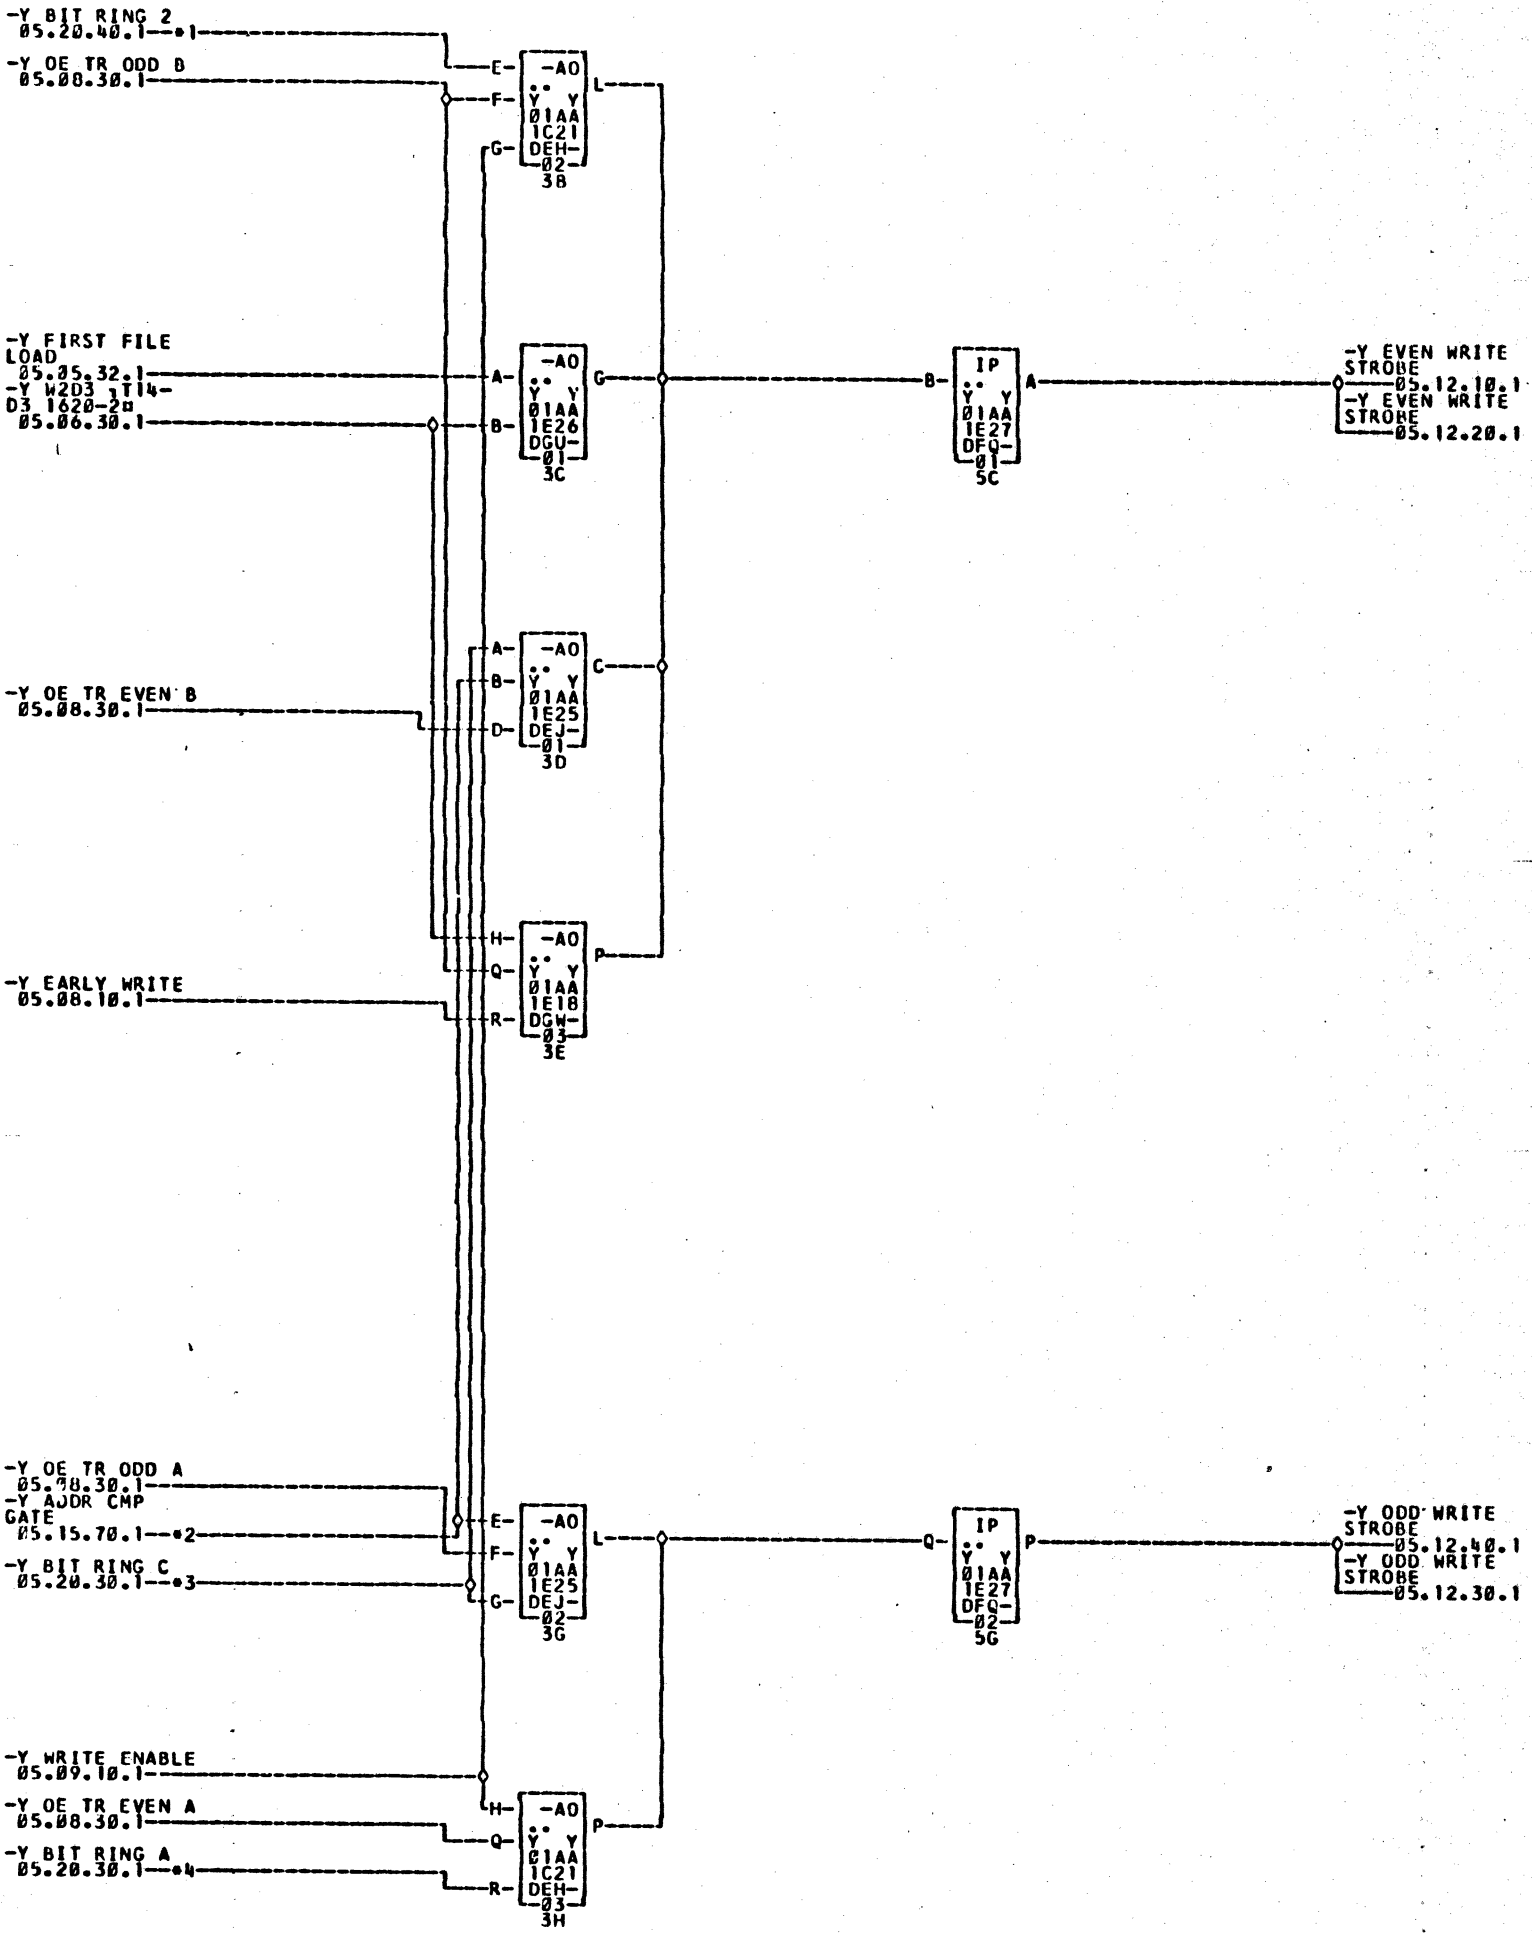 -Y BIT RING 2
05.20.40.1--*1
-Y OE TR ODD B
05.08.30.1
E- -AO L
F- Y Y
01AA
1C21
G- DEH-
02
3B
-Y FIRST FILE
LOAD
05.05.32.1
-Y W2D3 T14-
D3 1620-2¤
05.06.30.1
A- -AO G
Y Y
01AA
B- 1E26
DGU-
01
3C
B- IP A
Y Y
01AA
1E27
DFQ-
01
5C
-Y EVEN WRITE
STROBE
05.12.10.1
-Y EVEN WRITE
STROBE
05.12.20.1
-Y OE TR EVEN B
05.08.30.1
A- -AO C
B- Y Y
01AA
1E25
D- DEJ-
01
3D
-Y EARLY WRITE
05.08.10.1
H- -AO P
Q- Y Y
01AA
1E18
R- DGW-
03
3E
-Y OE TR ODD A
05.08.30.1
-Y ADDR CMP
GATE
05.15.70.1--*2
-Y BIT RING C
05.20.30.1--*3
E- -AO L
F- Y Y
01AA
1E25
G- DEJ-
02
3G
Q- IP P
Y Y
01AA
1E27
DFQ-
02
5G
-Y ODD WRITE
STROBE
05.12.40.1
-Y ODD WRITE
STROBE
05.12.30.1
-Y WRITE ENABLE
05.09.10.1
-Y OE TR EVEN A
05.08.30.1
-Y BIT RING A
05.20.30.1--*4
H- -AO P
Q- Y Y
01AA
1C21
R- DEH-
03
3H